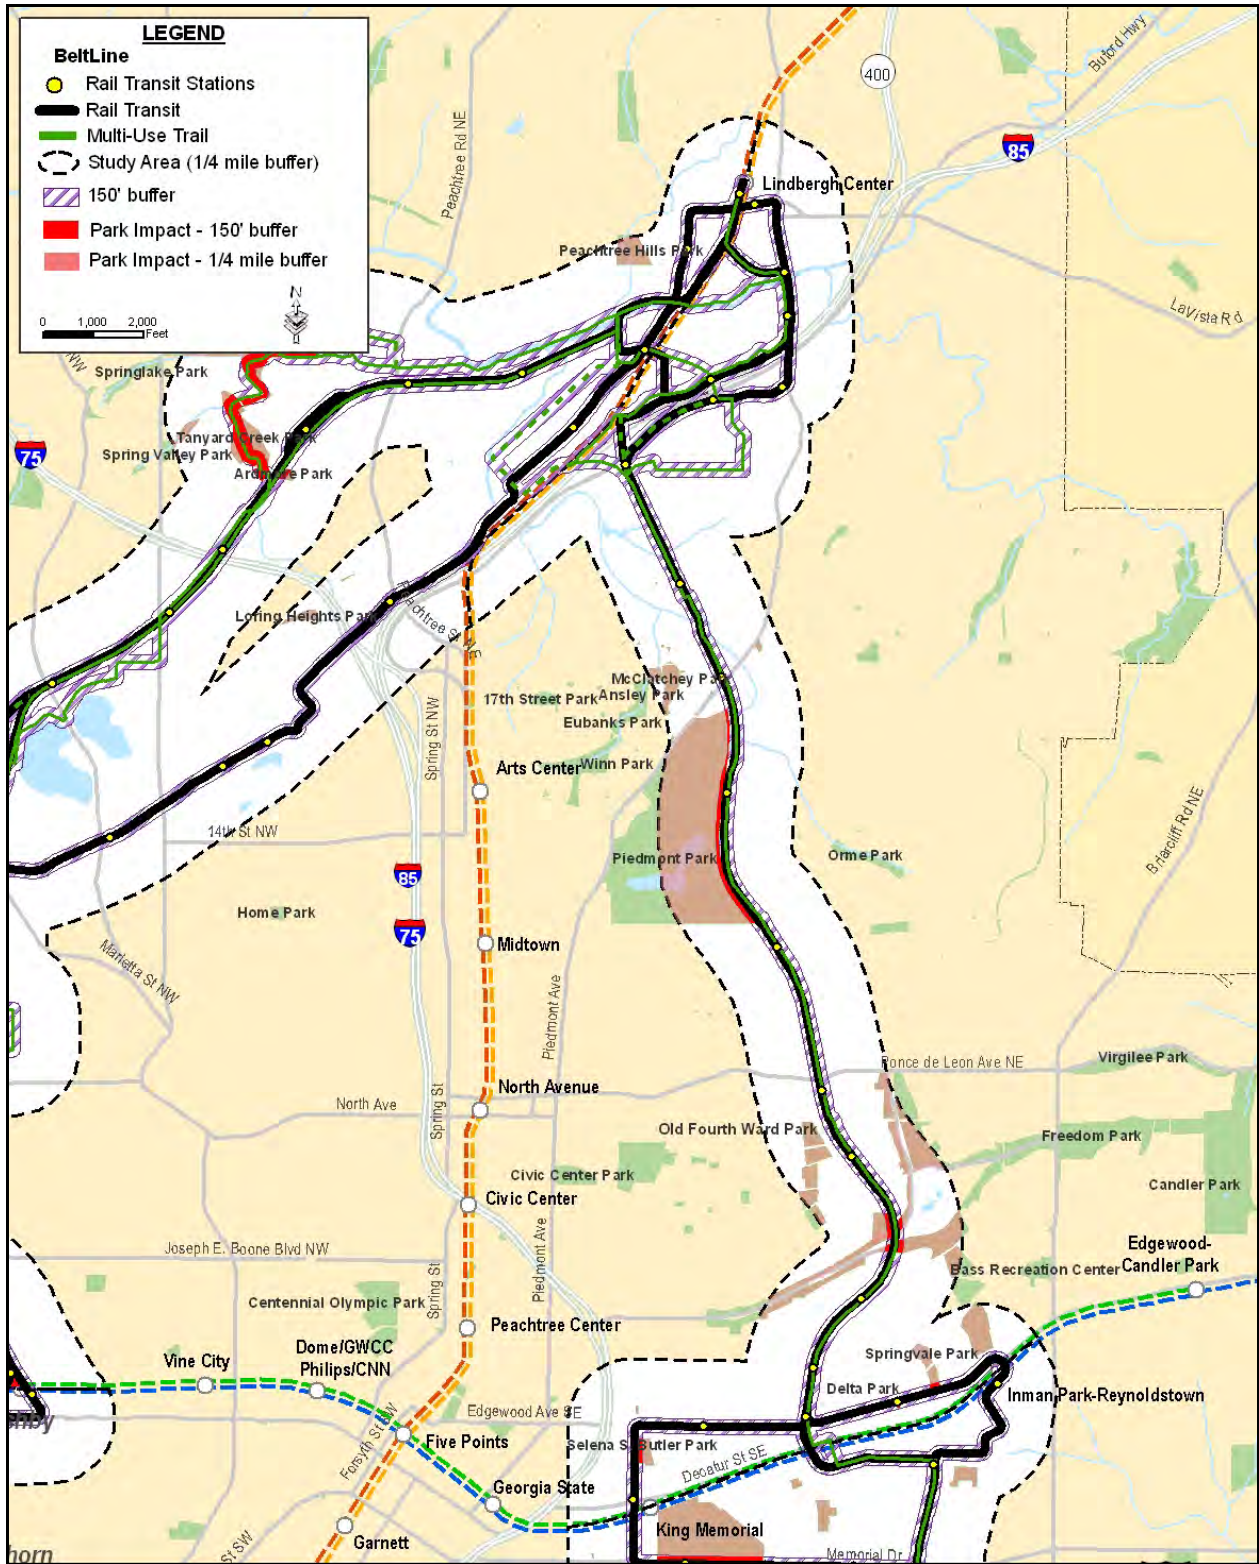 LEGEND
BeltLine
Rail Transit Stations
Rail Transit
Multi-Use Trail
Study Area (1/4 mile buffer)
150' buffer
Park Impact - 150' buffer
Park Impact - 1/4 mile buffer
N
0 1,000 2,000
Feet
400
Buford Hwy
85
Peachtree Rd NE
Lindbergh Center
Peachtree Hills Park
LaVista Rd
NW
Springlake Park
Tanyard Creek Park
75
Spring Valley Park
Ardmore Park
Loring Heights Park
Peachtree St NE
McClatchey Park
17th Street Park
Ansley Park
Eubanks Park
Spring St NW
Arts Center
Winn Park
14th St NW
Piedmont Park
Orme Park
Briarcliff Rd NE
85
Home Park
75
Midtown
Marietta St NW
Piedmont Ave
Ponce de Leon Ave NE
Virgilee Park
North Avenue
North Ave
Spring St
Old Fourth Ward Park
Freedom Park
Civic Center Park
Candler Park
Civic Center
Joseph E. Boone Blvd NW
Piedmont Ave
Edgewood-
Candler Park
Bass Recreation Center
Spring St
Centennial Olympic Park
Peachtree Center
Dome/GWCC
Philips/CNN
Vine City
Springvale Park
Delta Park
Inman Park-Reynoldstown
hby
Edgewood Ave SE
Forsyth St SW
Five Points
Selena S. Butler Park
Decatur St SE
Georgia State
King Memorial
Garnett
St SW
Memorial Dr
horn